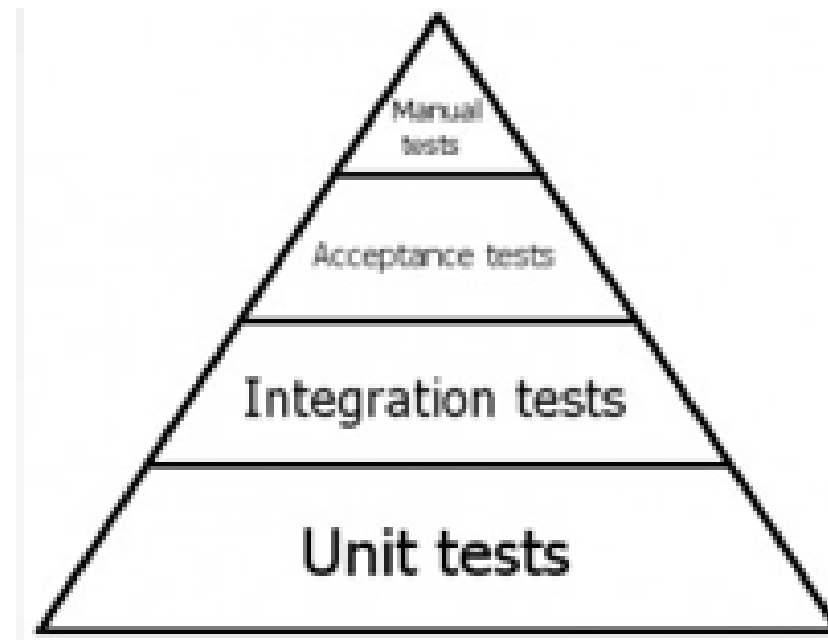 Manual
tests
Acceptance tests
Integration tests
Unit tests